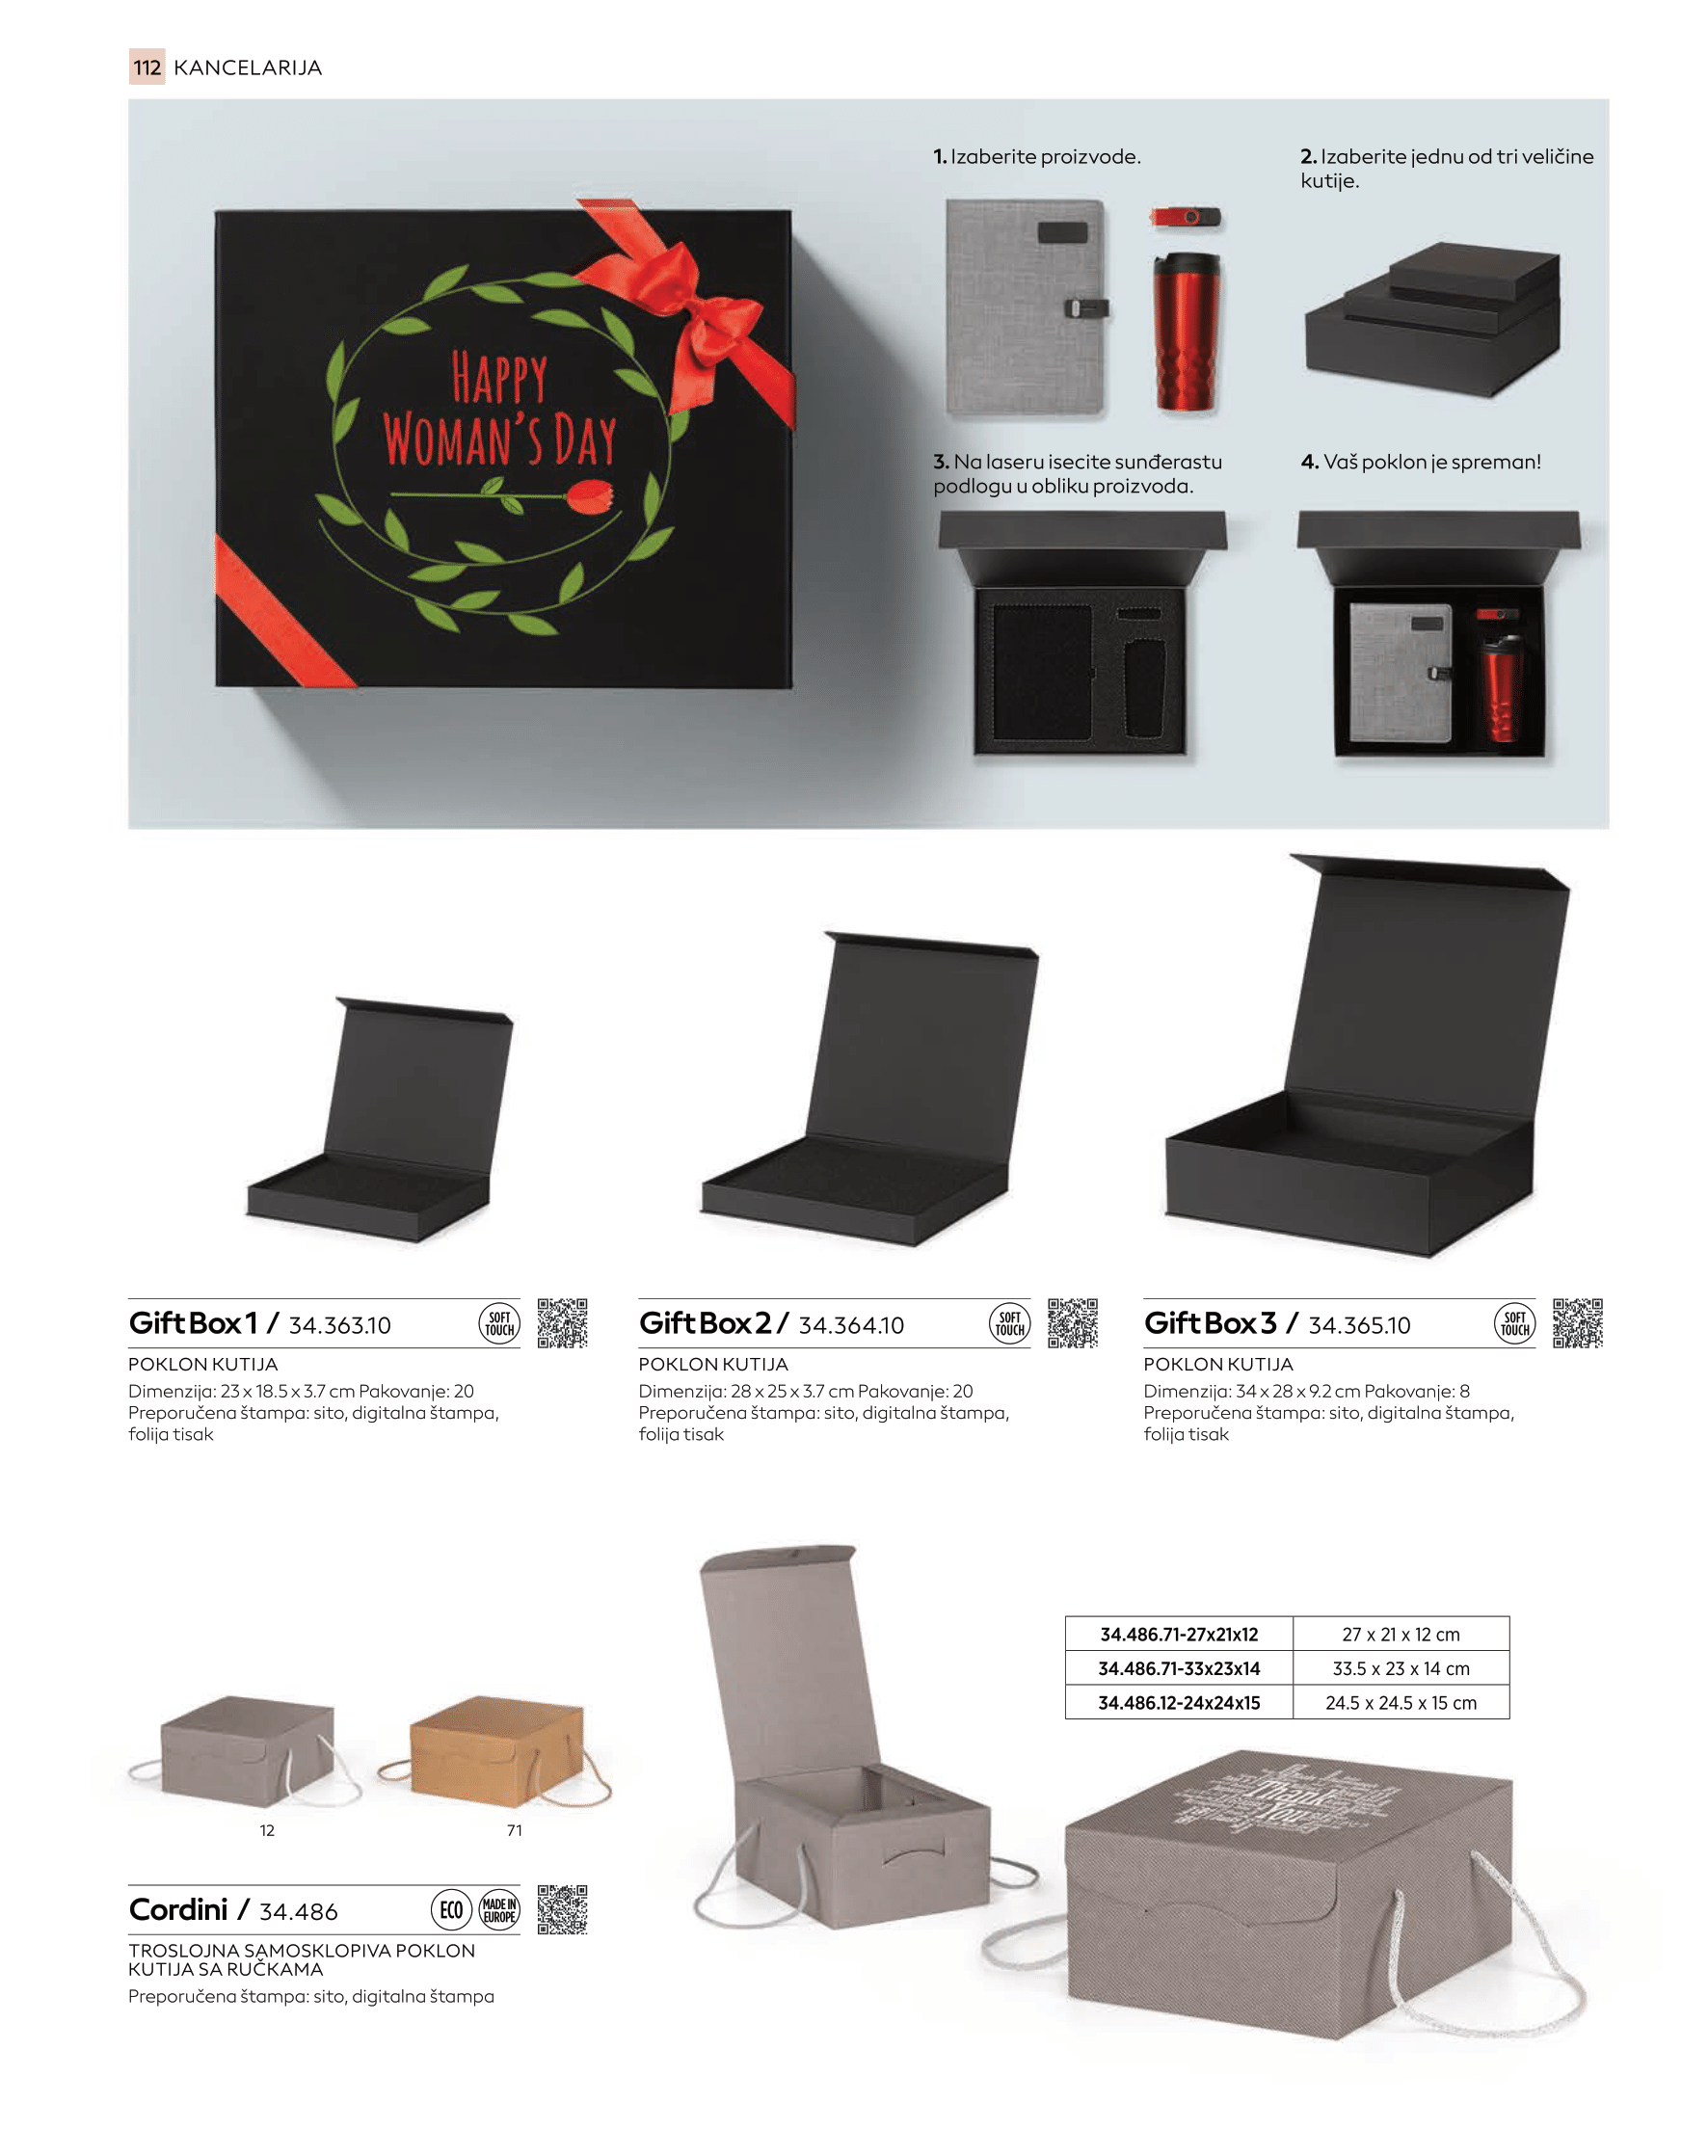 112 KANCELARIJA
HAPPY
WOMAN'S DAY
1. Izaberite proizvode.
2. Izaberite jednu od tri veličine
kutije.
3. Na laseru isecite sunđerastu
podlogu u obliku proizvoda.
4. Vaš poklon je spreman!
Gift Box 1 / 34.363.10
SOFT
TOUCH
POKLON KUTIJA
Dimenzija: 23 x 18.5 x 3.7 cm Pakovanje: 20
Preporučena štampa: sito, digitalna štampa,
folija tisak
Gift Box 2 / 34.364.10
SOFT
TOUCH
POKLON KUTIJA
Dimenzija: 28 x 25 x 3.7 cm Pakovanje: 20
Preporučena štampa: sito, digitalna štampa,
folija tisak
Gift Box 3 / 34.365.10
SOFT
TOUCH
POKLON KUTIJA
Dimenzija: 34 x 28 x 9.2 cm Pakovanje: 8
Preporučena štampa: sito, digitalna štampa,
folija tisak
34.486.71-27x21x12 27 x 21 x 12 cm
34.486.71-33x23x14 33.5 x 23 x 14 cm
34.486.12-24x24x15 24.5 x 24.5 x 15 cm
Thank
You
12
71
Cordini / 34.486
ECO
MADE IN
EUROPE
TROSLOJNA SAMOSKLOPIVA POKLON
KUTIJA SA RUČKAMA
Preporučena štampa: sito, digitalna štampa